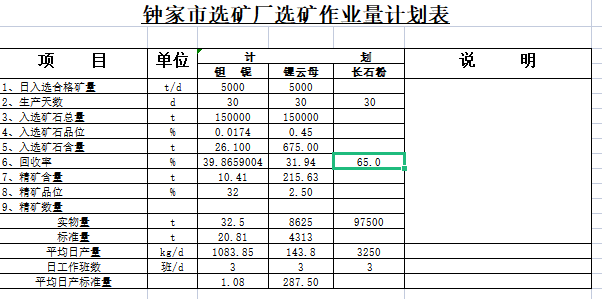 钟家市选矿厂选矿作业量计划表
项 目 单位 计 划 说 明
钽 铌 锂云母 长石粉
1、日入选合格矿量 t/d 5000 5000
2、生产天数 d 30 30 30
3、入选矿石总量 t 150000 150000
4、入选矿石品位 % 0.0174 0.45
5、入选矿石含量 t 26.100 675.00
6、回收率 % 39.8659004 31.94 65.0
7、精矿含量 t 10.41 215.63
8、精矿品位 % 32 2.50
9、精矿数量
实物量 t 32.5 8625 97500
标准量 t 20.81 4313
平均日产量 kg/d 1083.85 143.8 3250
日工作班数 班/d 3 3 3
平均日产标准量 1.08 287.50